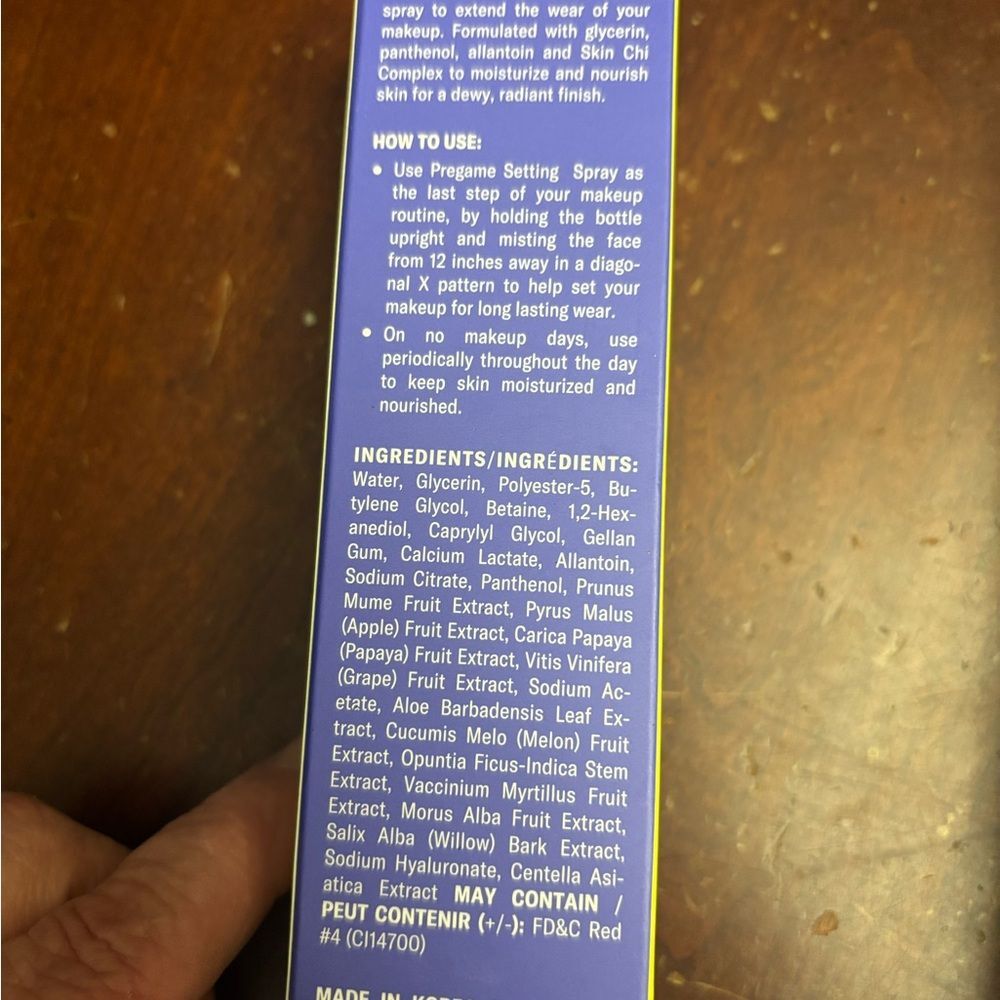 spray to extend the wear of your
makeup. Formulated with glycerin,
panthenol, allantoin and Skin Chi
Complex to moisturize and nourish
skin for a dewy, radiant finish.
HOW TO USE:
• Use Pregame Setting Spray as
the last step of your makeup
routine, by holding the bottle
upright and misting the face
from 12 inches away in a diago-
nal X pattern to help set your
makeup for long lasting wear.
• On no makeup days, use
periodically throughout the day
to keep skin moisturized and
nourished.
INGREDIENTS/INGRÉDIENTS:
Water, Glycerin, Polyester-5, Bu-
tylene Glycol, Betaine, 1,2-Hex-
anediol, Caprylyl Glycol, Gellan
Gum, Calcium Lactate, Allantoin,
Sodium Citrate, Panthenol, Prunus
Mume Fruit Extract, Pyrus Malus
(Apple) Fruit Extract, Carica Papaya
(Papaya) Fruit Extract, Vitis Vinifera
(Grape) Fruit Extract, Sodium Ac-
etate, Aloe Barbadensis Leaf Ex-
tract, Cucumis Melo (Melon) Fruit
Extract, Opuntia Ficus-Indica Stem
Extract, Vaccinium Myrtillus Fruit
Extract, Morus Alba Fruit Extract,
Salix Alba (Willow) Bark Extract,
Sodium Hyaluronate, Centella Asi-
atica Extract MAY CONTAIN /
PEUT CONTENIR (+/-): FD&C Red
#4 (CI14700)
MADE IN KOREA